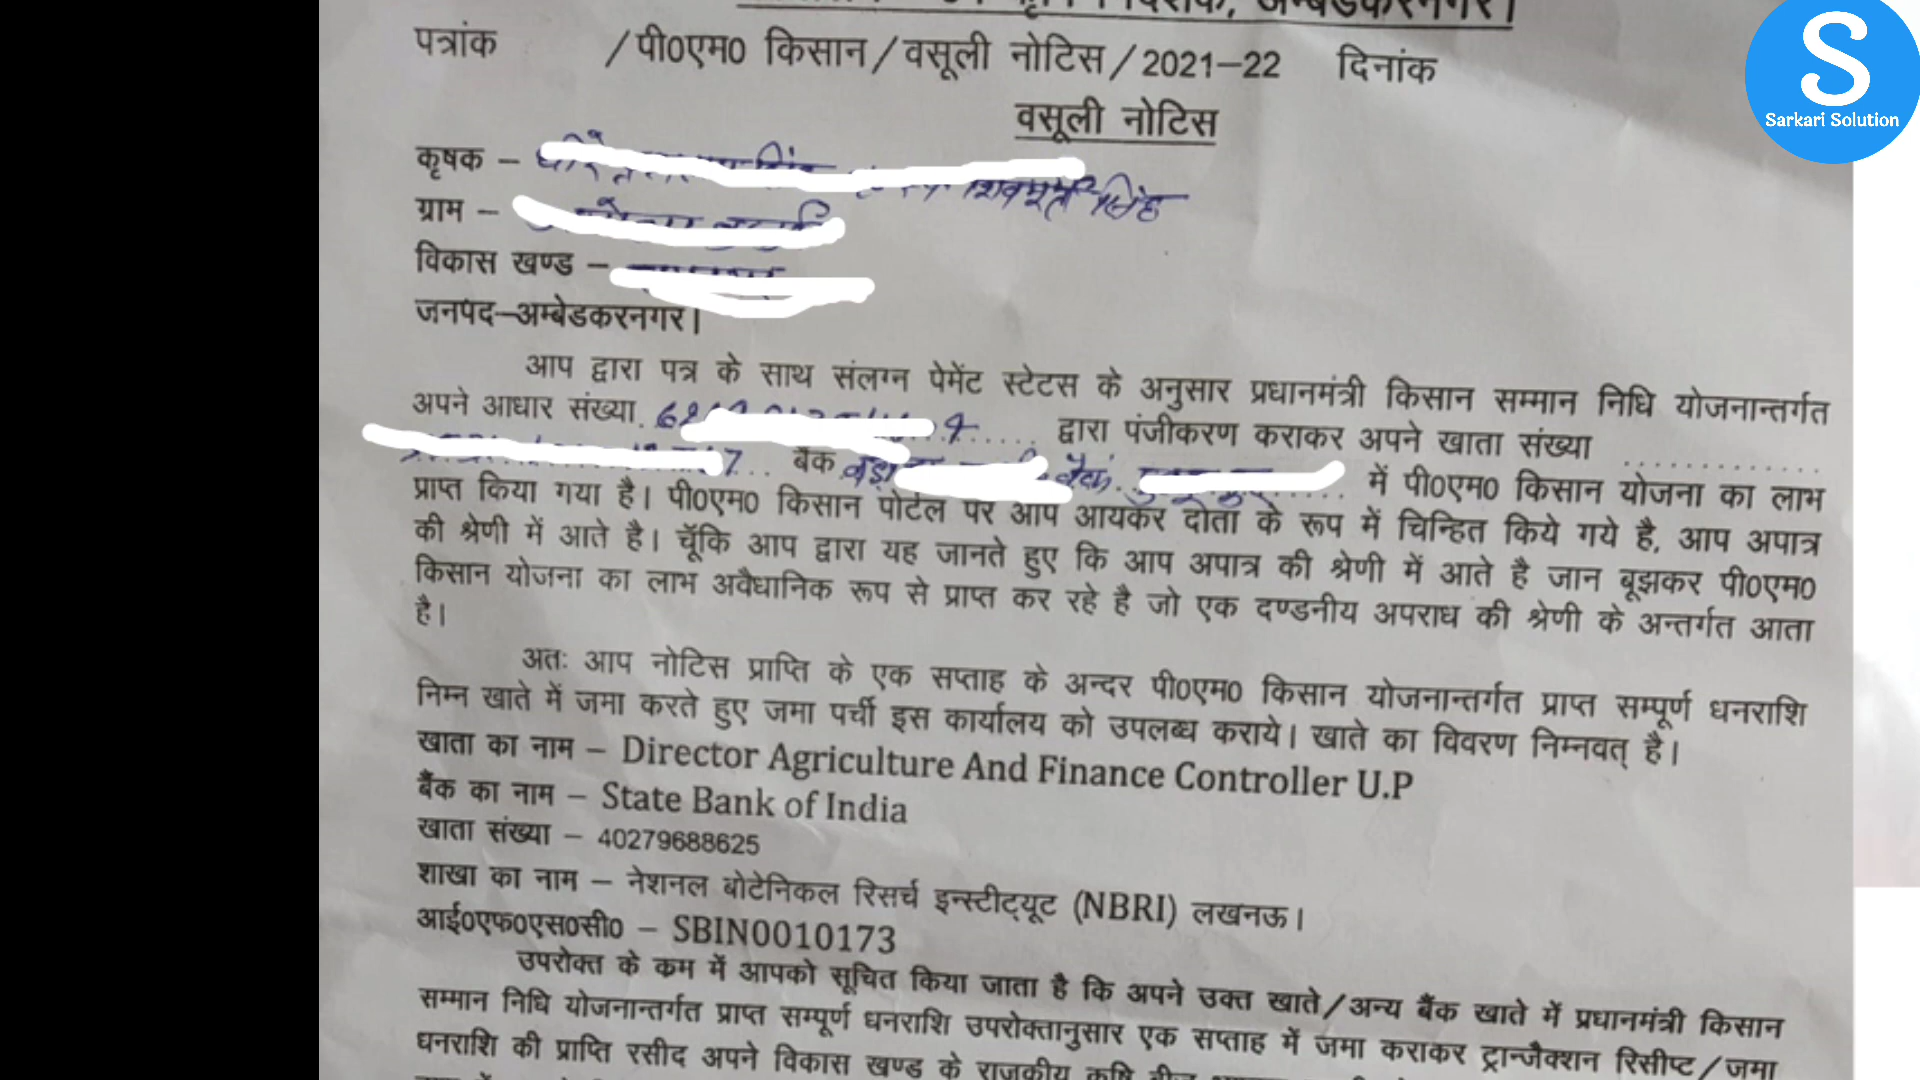 पत्रांक /पी0एम0 किसान/वसूली नोटिस/2021-22 दिनांक
वसूली नोटिस
कृषक -
सिंह
ग्राम -
विकास खण्ड -
जनपद-अम्बेडकरनगर।
आप द्वारा पत्र के साथ संलग्न पेमेंट स्टेटस के अनुसार प्रधानमंत्री किसान सम्मान निधि योजनान्तर्गत
अपने आधार संख्या. द्वारा पंजीकरण कराकर अपने खाता संख्या ..............
7... बैंक में पी0एम0 किसान योजना का लाभ
प्राप्त किया गया है। पी0एम0 किसान पोर्टल पर आप आयकर दाता के रूप में चिन्हित किये गये है, आप अपात्र
की श्रेणी में आते है। चूँकि आप द्वारा यह जानते हुए कि आप अपात्र की श्रेणी में आते है जान बूझकर पी0एम0
किसान योजना का लाभ अवैधानिक रूप से प्राप्त कर रहे है जो एक दण्डनीय अपराध की श्रेणी के अन्तर्गत आता
है।
अतः आप नोटिस प्राप्ति के एक सप्ताह के अन्दर पी0एम0 किसान योजनान्तर्गत प्राप्त सम्पूर्ण धनराशि
निम्न खाते में जमा करते हुए जमा पर्ची इस कार्यालय को उपलब्ध कराये। खाते का विवरण निम्नवत् है।
खाता का नाम - Director Agriculture And Finance Controller U.P
बैंक का नाम - State Bank of India
खाता संख्या - 40279688625
शाखा का नाम - नेशनल बोटेनिकल रिसर्च इन्स्टीट्यूट (NBRI) लखनऊ।
आई0एफ0एस0सी0 - SBIN0010173
उपरोक्त के क्रम में आपको सूचित किया जाता है कि अपने उक्त खाते/अन्य बैंक खाते में प्रधानमंत्री किसान
सम्मान निधि योजनान्तर्गत प्राप्त सम्पूर्ण धनराशि उपरोक्तानुसार एक सप्ताह में जमा कराकर ट्रान्जैक्शन रिसीप्ट/जमा
धनराशि की प्राप्ति रसीद अपने विकास खण्ड के राजकीय कृषि बीज
S
Sarkari Solution